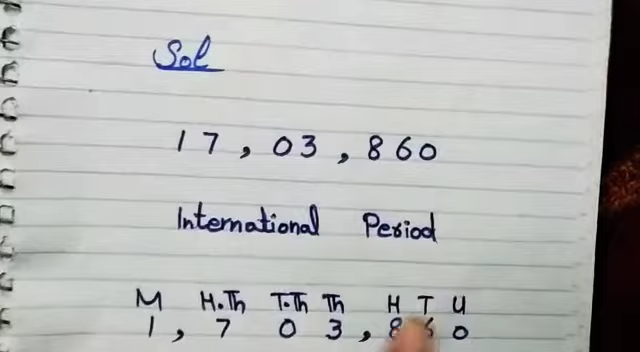 Sol
17, 03, 860
International Period
M H.Th T.Th Th H T U
1, 7 0 3, 8 6 0